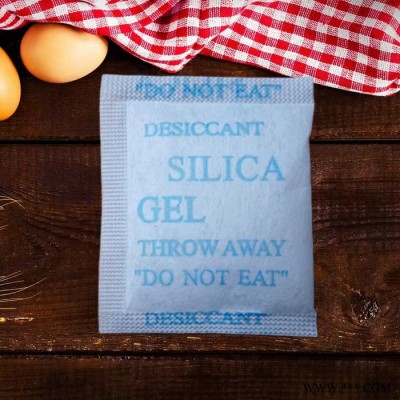 "DO NOT EAT"
DESICCANT
SILICA
GEL
THROW AWAY
"DO NOT EAT"
DESICCANT